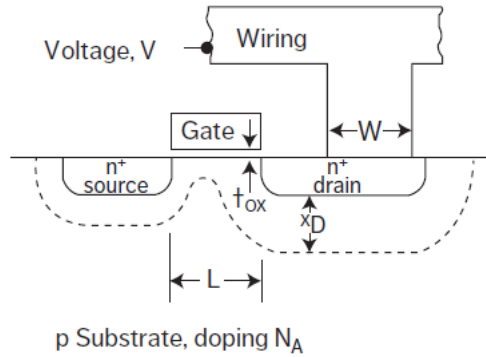 Wiring
Voltage, V
Gate
W
n+
source
n+
drain
tox
xD
L
p Substrate, doping NA